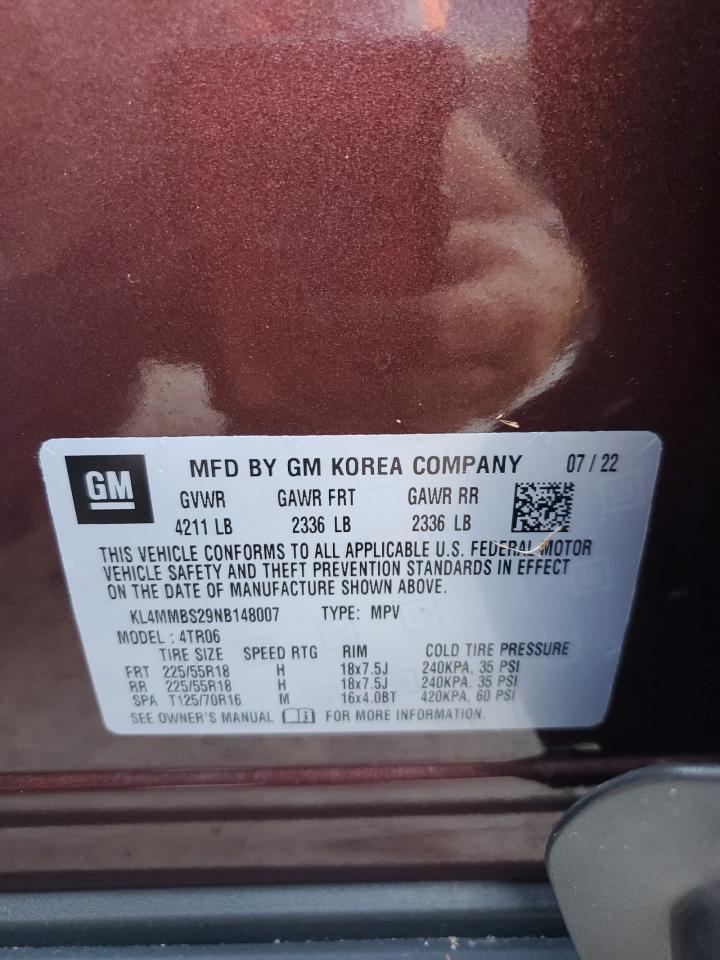 GM MFD BY GM KOREA COMPANY 07 / 22
GVWR GAWR FRT GAWR RR
4211 LB 2336 LB 2336 LB
THIS VEHICLE CONFORMS TO ALL APPLICABLE U.S. FEDERAL MOTOR
VEHICLE SAFETY AND THEFT PREVENTION STANDARDS IN EFFECT
ON THE DATE OF MANUFACTURE SHOWN ABOVE.
KL4MMBS29NB148007 TYPE: MPV
MODEL : 4TR06
TIRE SIZE SPEED RTG RIM COLD TIRE PRESSURE
FRT 225/55R18 H 18x7.5J 240KPA, 35 PSI
RR 225/55R18 H 18x7.5J 240KPA, 35 PSI
SPA T125/70R16 M 16x4.0BT 420KPA, 60 PSI
SEE OWNER'S MANUAL FOR MORE INFORMATION.